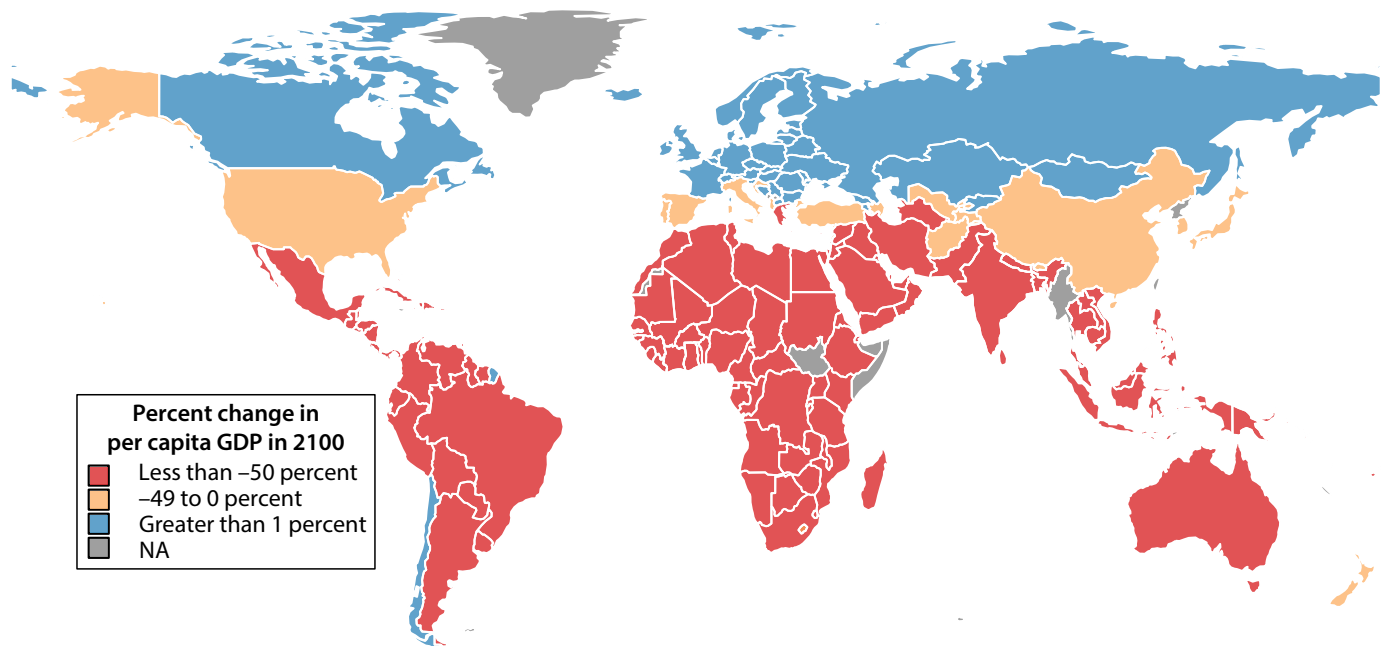 Percent change in
per capita GDP in 2100
Less than –50 percent
–49 to 0 percent
Greater than 1 percent
NA